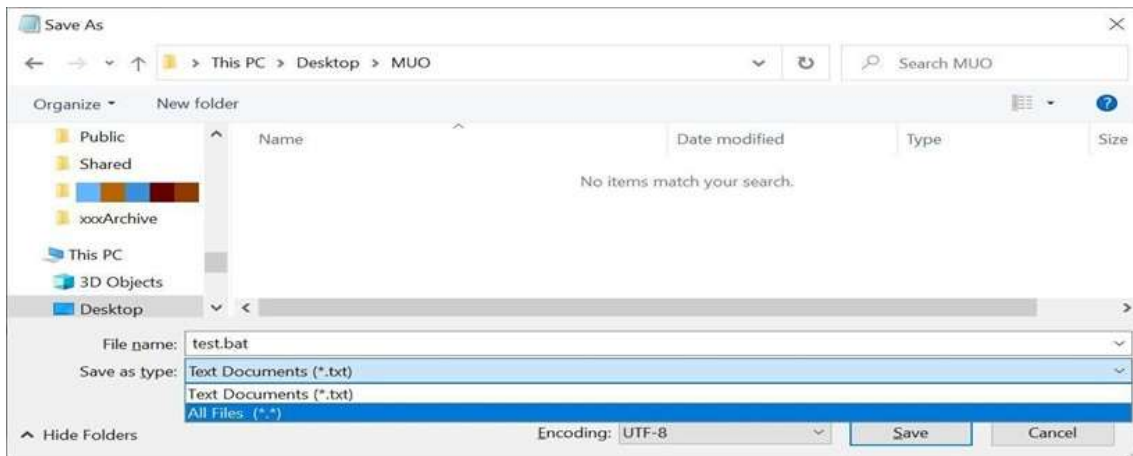 Save As
This PC > Desktop > MUO
Search MUO
Organize
New folder
Public
Shared
xxxArchive
This PC
3D Objects
Desktop
Name
Date modified
Type
Size
No items match your search.
File name: test.bat
Save as type: Text Documents (*.txt)
Text Documents (*.txt)
All Files (*.*)
Hide Folders
Encoding: UTF-8
Save
Cancel